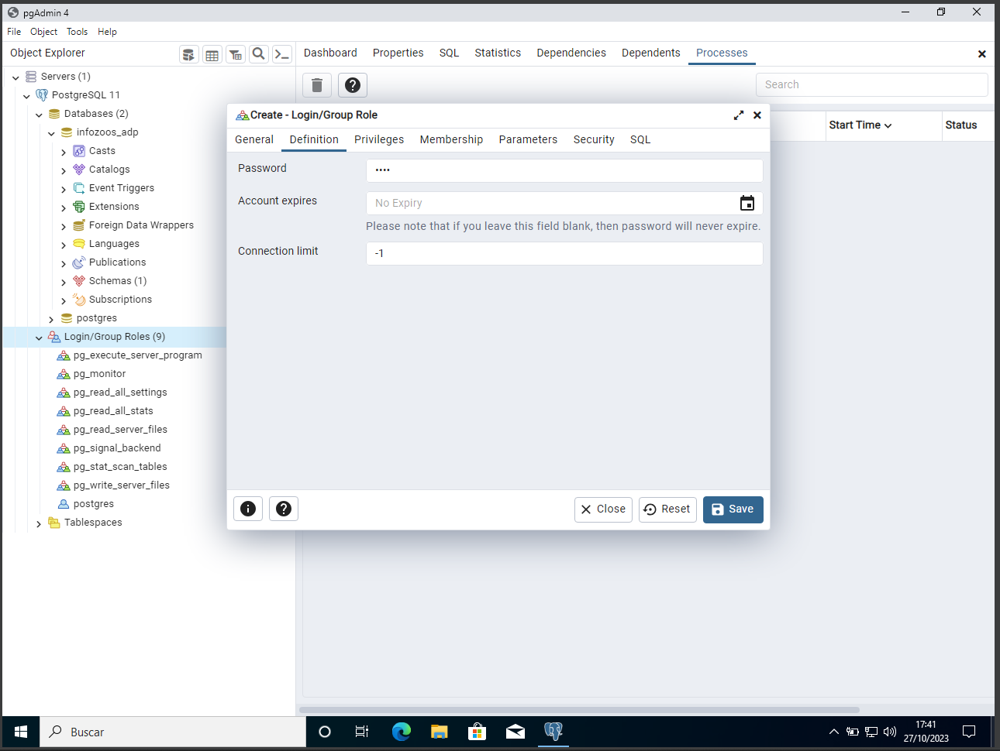 pgAdmin 4
File Object Tools Help
Object Explorer
Dashboard Properties SQL Statistics Dependencies Dependents Processes
Search
Start Time Status
Servers (1)
PostgreSQL 11
Databases (2)
infozoos_adp
Casts
Catalogs
Event Triggers
Extensions
Foreign Data Wrappers
Languages
Publications
Schemas (1)
Subscriptions
postgres
Login/Group Roles (9)
pg_execute_server_program
pg_monitor
pg_read_all_settings
pg_read_all_stats
pg_read_server_files
pg_signal_backend
pg_stat_scan_tables
pg_write_server_files
postgres
Tablespaces
Create - Login/Group Role
General Definition Privileges Membership Parameters Security SQL
Password ••••
Account expires No Expiry
Please note that if you leave this field blank, then password will never expire.
Connection limit -1
Close Reset Save
Buscar
17:41
27/10/2023